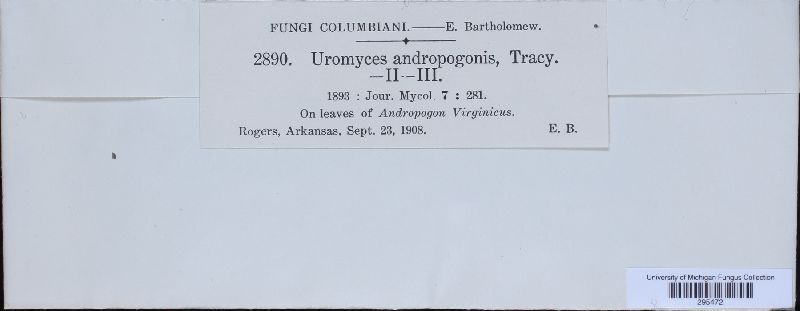 FUNGI COLUMBIANI.——E. Bartholomew.
2890. Uromyces andropogonis, Tracy.
—II—III.
1893 : Jour. Mycol. 7 : 281.
On leaves of Andropogon Virginicus.
Rogers, Arkansas, Sept. 23, 1908. E. B.
University of Michigan Fungus Collection
295472